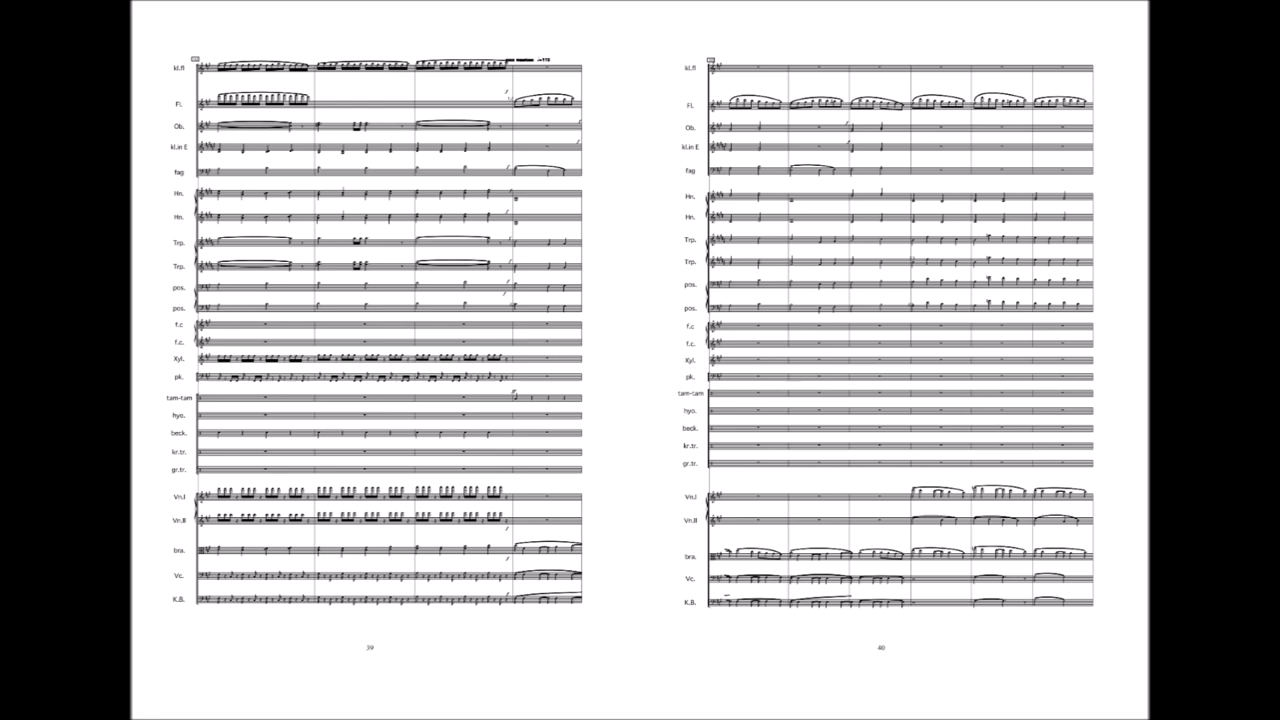 kl.fl
Fl.
Ob.
kl.in E
fag
Hn.
Hn.
Trp.
Trp.
pos.
pos.
f.c
f.c.
Xyl.
pk.
tam-tam
hyo.
beck.
kr.tr.
gr.tr.
Vn.I
Vn.II
bra.
Vc.
K.B.
39
kl.fl
Fl.
Ob.
kl.in E
fag
Hn.
Hn.
Trp.
Trp.
pos.
pos.
f.c
f.c.
Xyl.
pk.
tam-tam
hyo.
beck.
kr.tr.
gr.tr.
Vn.I
Vn.II
bra.
Vc.
K.B.
40